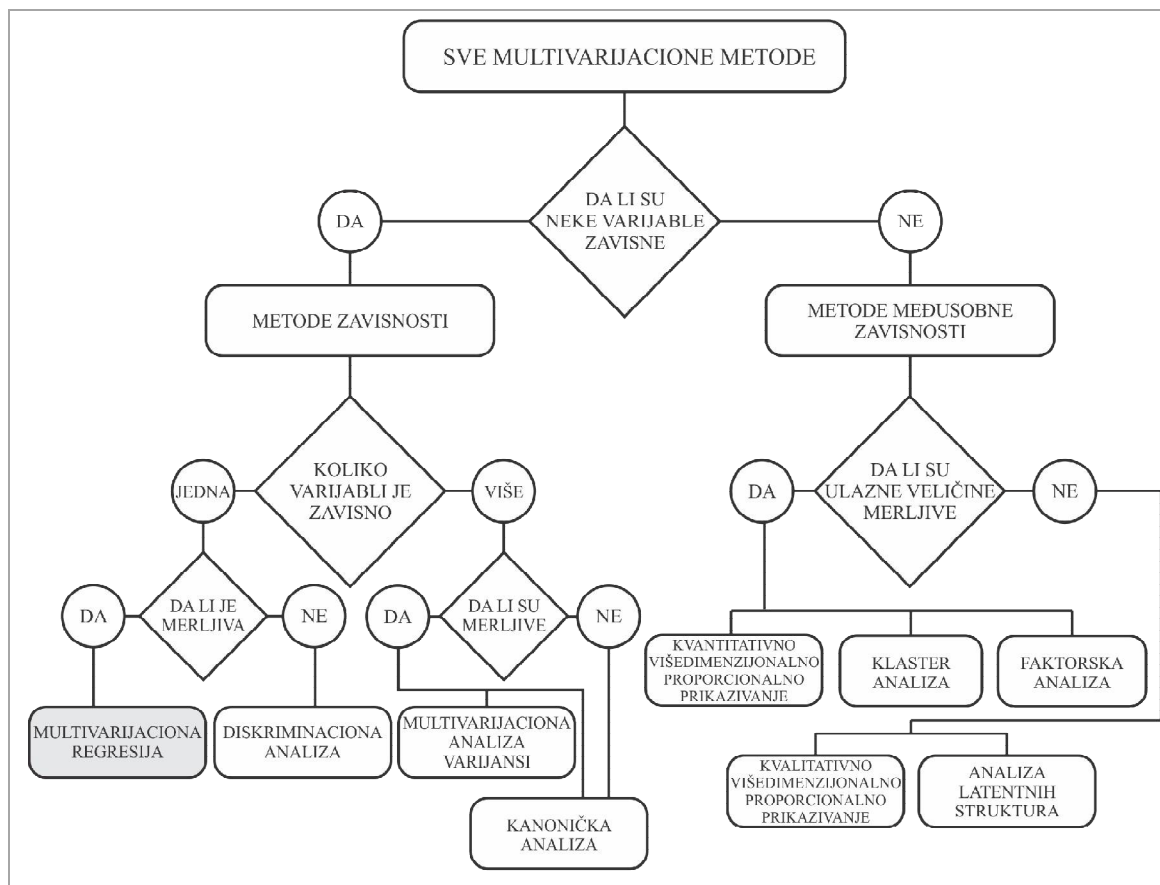 SVE MULTIVARIJACIONE METODE
DA LI SU
NEKE VARIJABLE
ZAVISNE
DA
NE
METODE ZAVISNOSTI
METODE MEĐUSOBNE
ZAVISNOSTI
KOLIKO
VARIJABLI JE
ZAVISNO
JEDNA
VIŠE
DA LI SU
ULAZNE VELIČINE
MERLJIVE
DA
NE
DA
DA LI JE
MERLJIVA
NE
DA
DA LI SU
MERLJIVE
NE
KVANTITATIVNO
VIŠEDIMENZIJONALNO
PROPORCIONALNO
PRIKAZIVANJE
KLASTER
ANALIZA
FAKTORSKA
ANALIZA
MULTIVARIJACIONA
REGRESIJA
DISKRIMINACIONA
ANALIZA
MULTIVARIJACIONA
ANALIZA
VARIJANSI
KVALITATIVNO
VIŠEDIMENZIJONALNO
PROPORCIONALNO
PRIKAZIVANJE
ANALIZA
LATENTNIH
STRUKTURA
KANONIČKA
ANALIZA